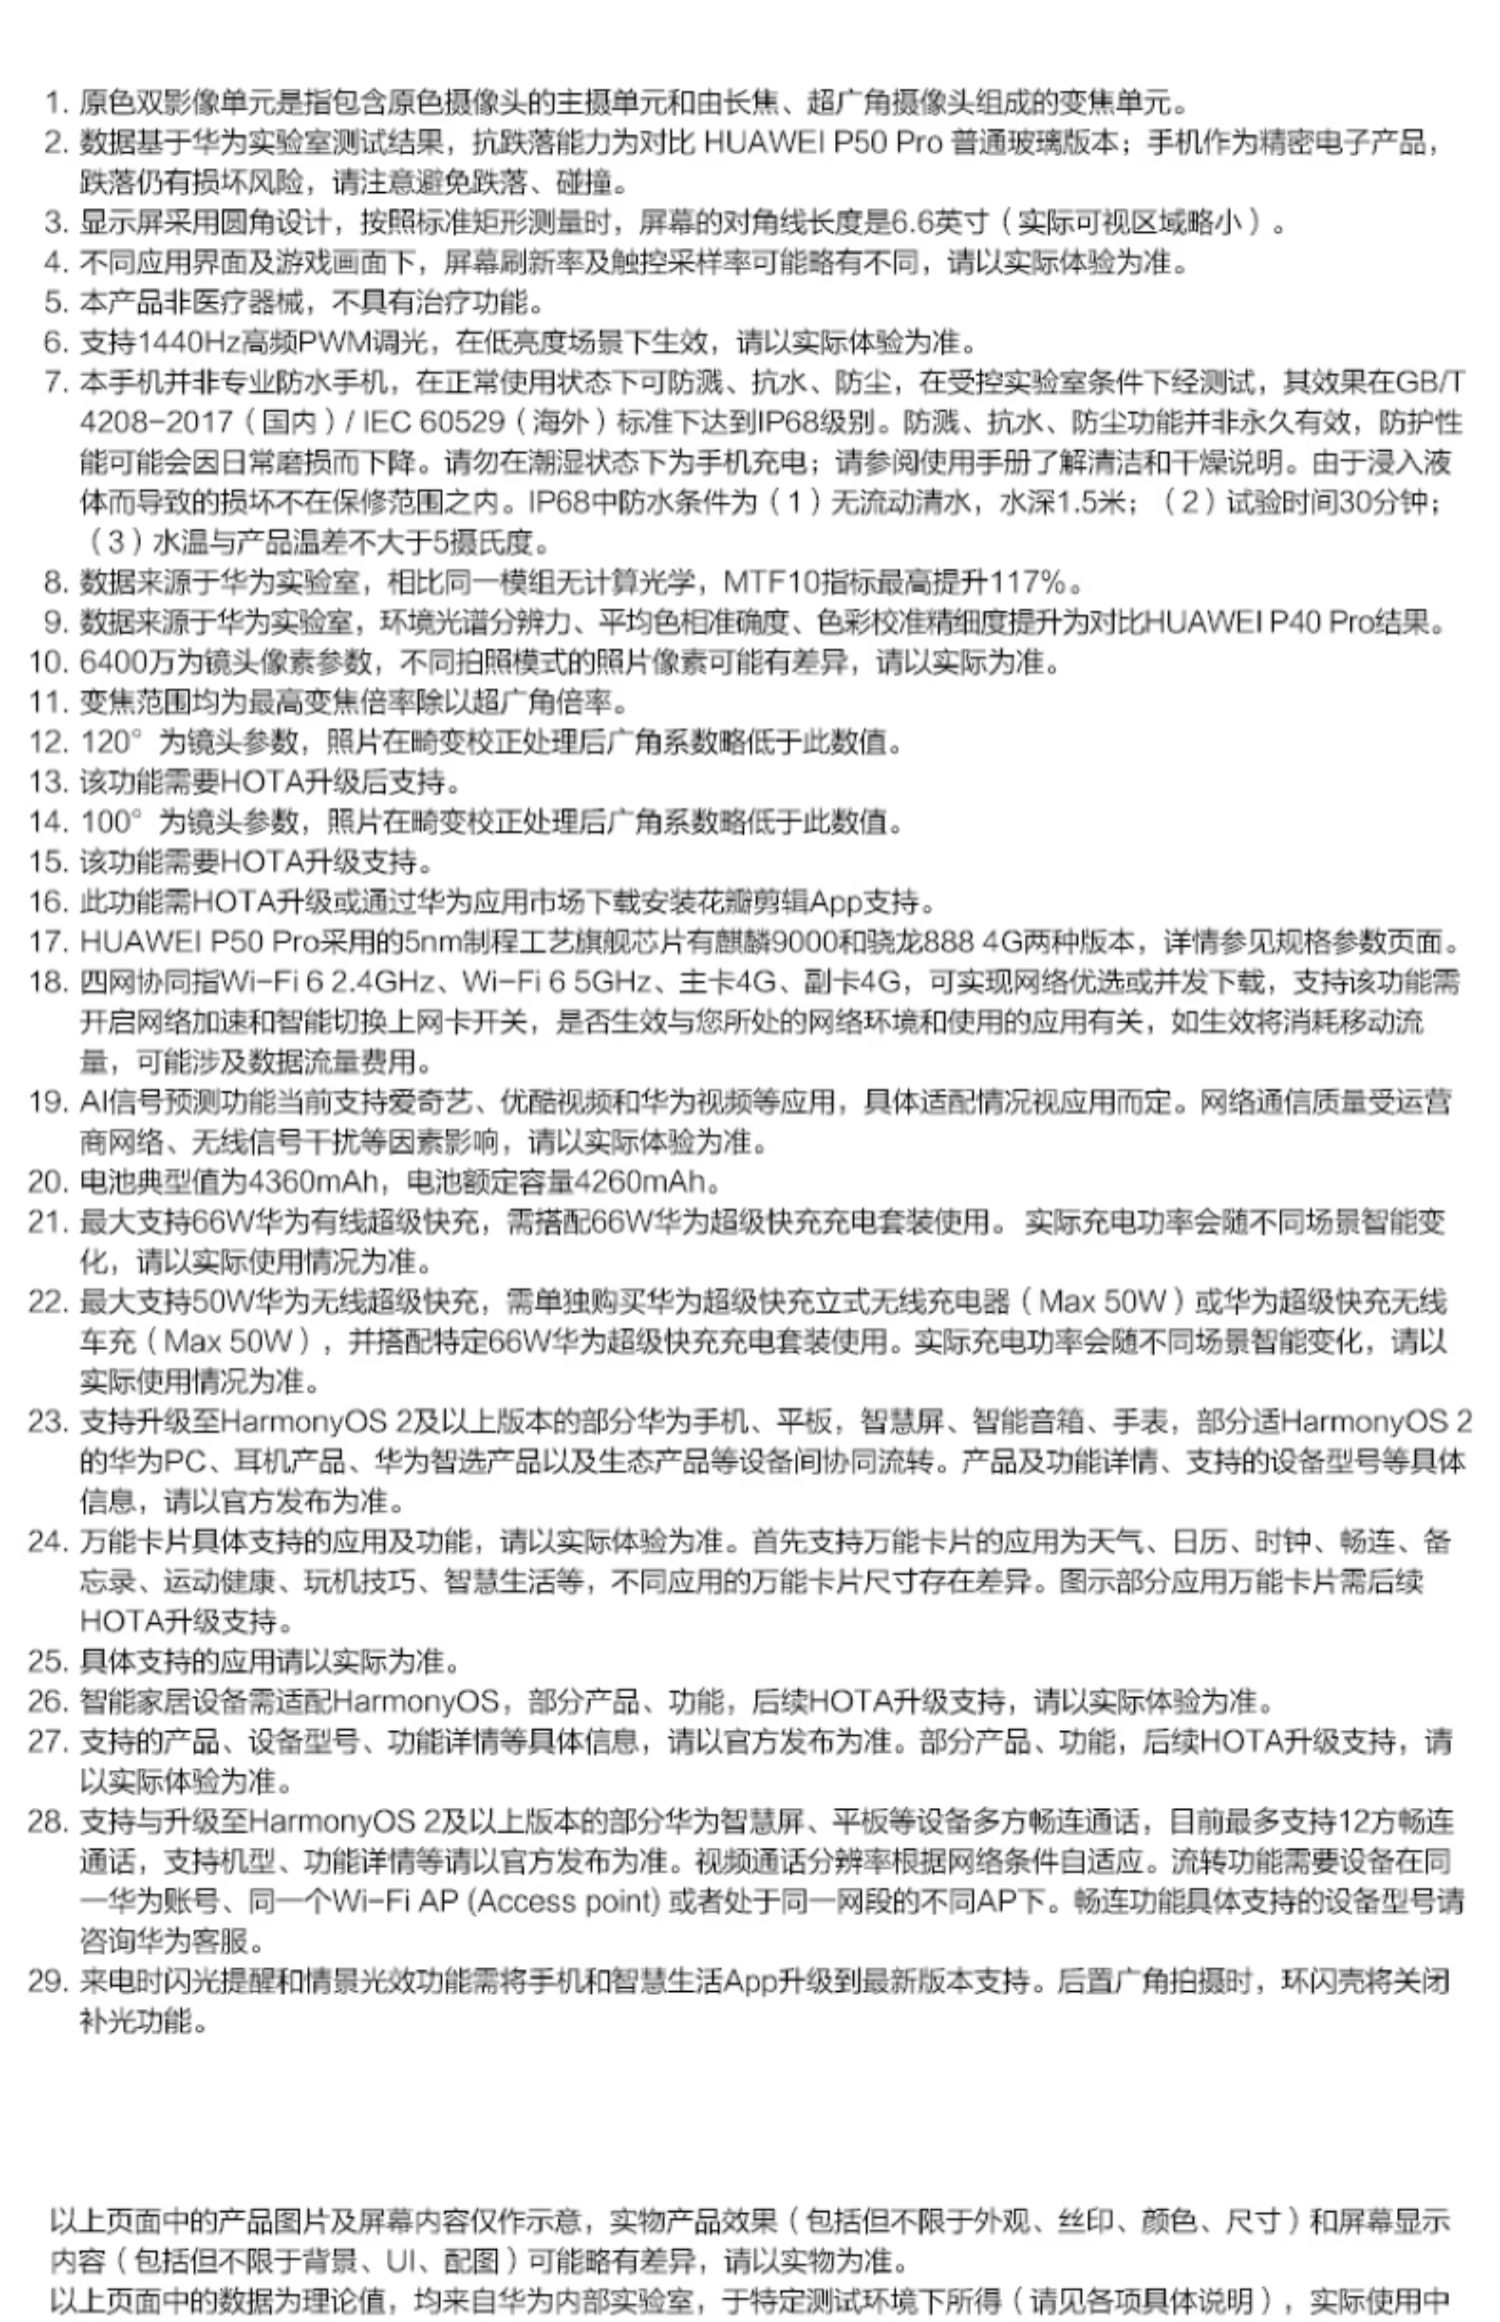 1. 原色双影像单元是指包含原色摄像头的主摄单元和由长焦、超广角摄像头组成的变焦单元。
2. 数据基于华为实验室测试结果，抗跌落能力为对比 HUAWEI P50 Pro 普通玻璃版本；手机作为精密电子产品，
跌落仍有损坏风险，请注意避免跌落、碰撞。
3. 显示屏采用圆角设计，按照标准矩形测量时，屏幕的对角线长度是6.6英寸（实际可视区域略小）。
4. 不同应用界面及游戏画面下，屏幕刷新率及触控采样率可能略有不同，请以实际体验为准。
5. 本产品非医疗器械，不具有治疗功能。
6. 支持1440Hz高频PWM调光，在低亮度场景下生效，请以实际体验为准。
7. 本手机并非专业防水手机，在正常使用状态下可防溅、抗水、防尘，在受控实验室条件下经测试，其效果在GB/T
4208-2017（国内）/ IEC 60529（海外）标准下达到IP68级别。防溅、抗水、防尘功能并非永久有效，防护性
能可能会因日常磨损而下降。请勿在潮湿状态下为手机充电；请参阅使用手册了解清洁和干燥说明。由于浸入液
体而导致的损坏不在保修范围之内。IP68中防水条件为（1）无流动清水，水深1.5米；（2）试验时间30分钟；
（3）水温与产品温差不大于5摄氏度。
8. 数据来源于华为实验室，相比同一模组无计算光学，MTF10指标最高提升117%。
9. 数据来源于华为实验室，环境光谱分辨力、平均色相准确度、色彩校准精细度提升为对比HUAWEI P40 Pro结果。
10. 6400万为镜头像素参数，不同拍照模式的照片像素可能有差异，请以实际为准。
11. 变焦范围均为最高变焦倍率除以超广角倍率。
12. 120° 为镜头参数，照片在畸变校正处理后广角系数略低于此数值。
13. 该功能需要HOTA升级后支持。
14. 100° 为镜头参数，照片在畸变校正处理后广角系数略低于此数值。
15. 该功能需要HOTA升级支持。
16. 此功能需HOTA升级或通过华为应用市场下载安装花瓣剪辑App支持。
17. HUAWEI P50 Pro采用的5nm制程工艺旗舰芯片有麒麟9000和骁龙888 4G两种版本，详情参见规格参数页面。
18. 四网协同指Wi-Fi 6 2.4GHz、Wi-Fi 6 5GHz、主卡4G、副卡4G，可实现网络优选或并发下载，支持该功能需
开启网络加速和智能切换上网卡开关，是否生效与您所处的网络环境和使用的应用有关，如生效将消耗移动流
量，可能涉及数据流量费用。
19. AI信号预测功能当前支持爱奇艺、优酷视频和华为视频等应用，具体适配情况视应用而定。网络通信质量受运营
商网络、无线信号干扰等因素影响，请以实际体验为准。
20. 电池典型值为4360mAh，电池额定容量4260mAh。
21. 最大支持66W华为有线超级快充，需搭配66W华为超级快充充电套装使用。 实际充电功率会随不同场景智能变
化，请以实际使用情况为准。
22. 最大支持50W华为无线超级快充，需单独购买华为超级快充立式无线充电器（Max 50W）或华为超级快充无线
车充（Max 50W），并搭配特定66W华为超级快充充电套装使用。实际充电功率会随不同场景智能变化，请以
实际使用情况为准。
23. 支持升级至HarmonyOS 2及以上版本的部分华为手机、平板，智慧屏、智能音箱、手表，部分适HarmonyOS 2
的华为PC、耳机产品、华为智选产品以及生态产品等设备间协同流转。产品及功能详情、支持的设备型号等具体
信息，请以官方发布为准。
24. 万能卡片具体支持的应用及功能，请以实际体验为准。首先支持万能卡片的应用为天气、日历、时钟、畅连、备
忘录、运动健康、玩机技巧、智慧生活等，不同应用的万能卡片尺寸存在差异。图示部分应用万能卡片需后续
HOTA升级支持。
25. 具体支持的应用请以实际为准。
26. 智能家居设备需适配HarmonyOS，部分产品、功能，后续HOTA升级支持，请以实际体验为准。
27. 支持的产品、设备型号、功能详情等具体信息，请以官方发布为准。部分产品、功能，后续HOTA升级支持，请
以实际体验为准。
28. 支持与升级至HarmonyOS 2及以上版本的部分华为智慧屏、平板等设备多方畅连通话，目前最多支持12方畅连
通话，支持机型、功能详情等请以官方发布为准。视频通话分辨率根据网络条件自适应。流转功能需要设备在同
一华为账号、同一个Wi-Fi AP (Access point) 或者处于同一网段的不同AP下。畅连功能具体支持的设备型号请
咨询华为客服。
29. 来电时闪光提醒和情景光效功能需将手机和智慧生活App升级到最新版本支持。后置广角拍摄时，环闪壳将关闭
补光功能。
以上页面中的产品图片及屏幕内容仅作示意，实物产品效果（包括但不限于外观、丝印、颜色、尺寸）和屏幕显示
内容（包括但不限于背景、UI、配图）可能略有差异，请以实物为准。
以上页面中的数据为理论值，均来自华为内部实验室，于特定测试环境下所得（请见各项具体说明），实际使用中